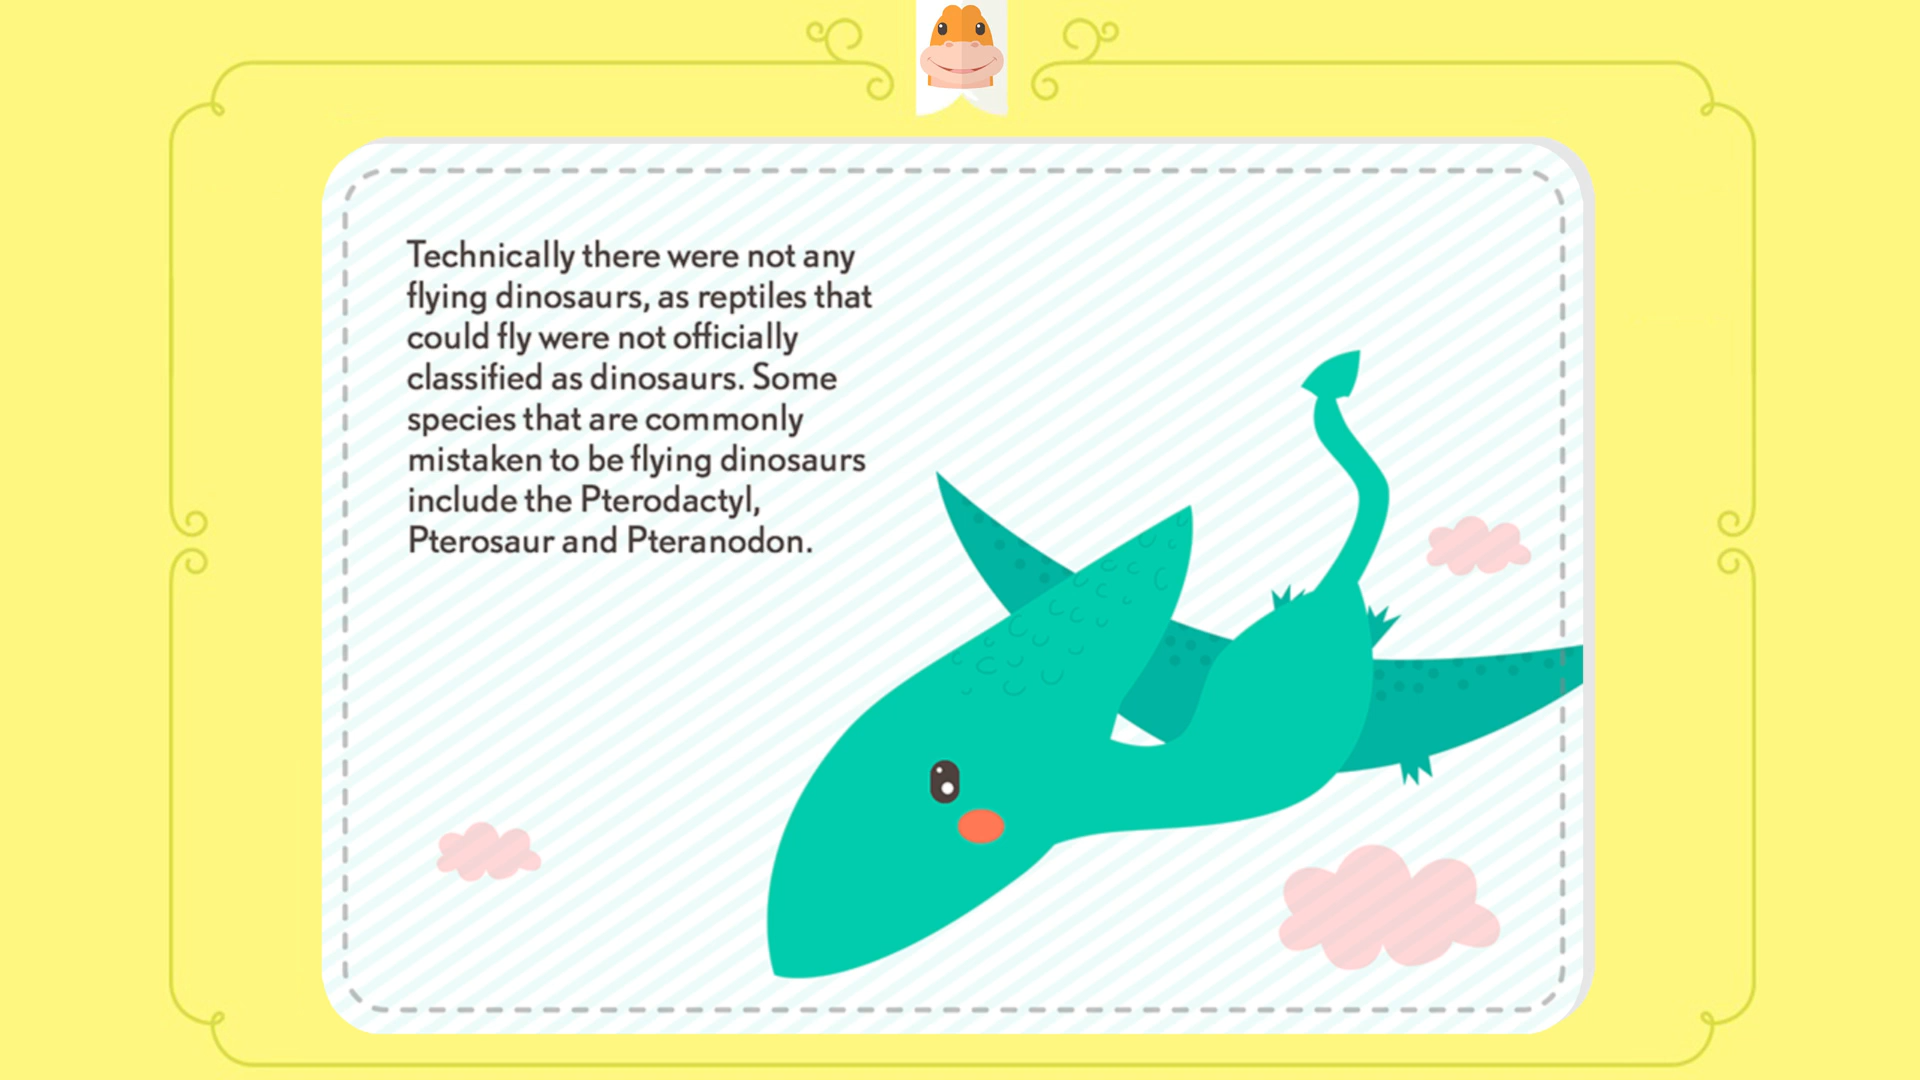 Technically there were not any
flying dinosaurs, as reptiles that
could fly were not officially
classified as dinosaurs. Some
species that are commonly
mistaken to be flying dinosaurs
include the Pterodactyl,
Pterosaur and Pteranodon.